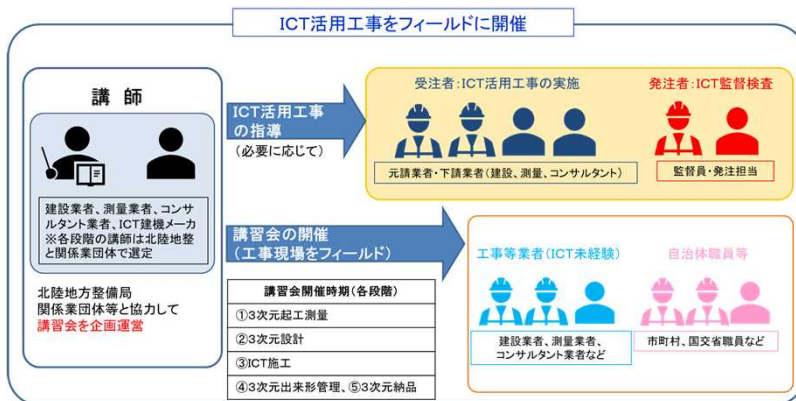 ICT活用工事をフィールドに開催
講 師
建設業者、測量業者、コンサ
ルタント業者、ICT建機メーカ
※各段階の講師は北陸地整
と関係業団体で選定
北陸地方整備局
関係業団体等と協力して
講習会を企画運営
ICT活用工事
の指導
(必要に応じて)
受注者:ICT活用工事の実施
元請業者・下請業者(建設、測量、コンサルタント)
発注者:ICT監督検査
監督員・発注担当
講習会の開催
(工事現場をフィールド)
講習会開催時期(各段階)
①3次元起工測量
②3次元設計
③ICT施工
④3次元出来形管理、⑤3次元納品
工事等業者(ICT未経験)
建設業者、測量業者、
コンサルタント業者など
自治体職員等
市町村、国交省職員など